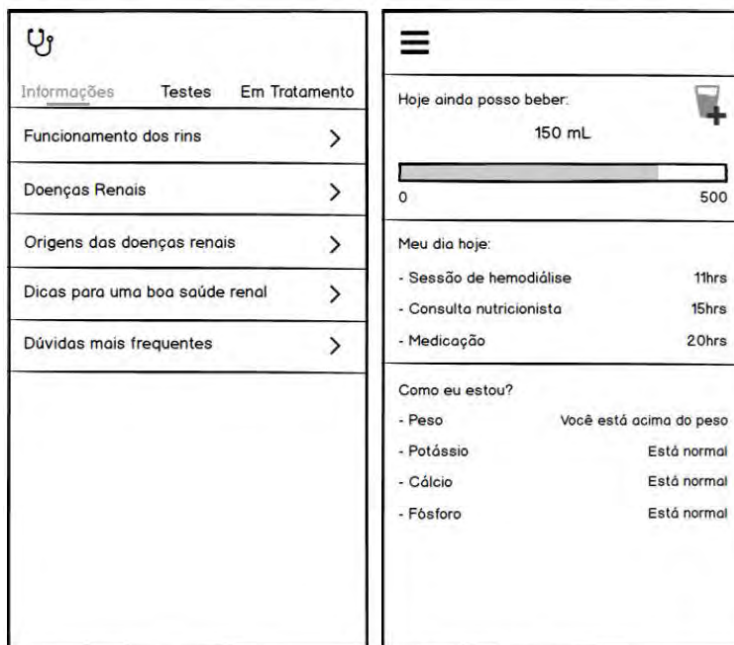 Informações Testes Em Tratamento
Funcionamento dos rins
Doenças Renais
Origens das doenças renais
Dicas para uma boa saúde renal
Dúvidas mais frequentes
Hoje ainda posso beber:
150 mL
0 500
Meu dia hoje:
- Sessão de hemodiálise 11hrs
- Consulta nutricionista 15hrs
- Medicação 20hrs
Como eu estou?
- Peso Você está acima do peso
- Potássio Está normal
- Cálcio Está normal
- Fósforo Está normal